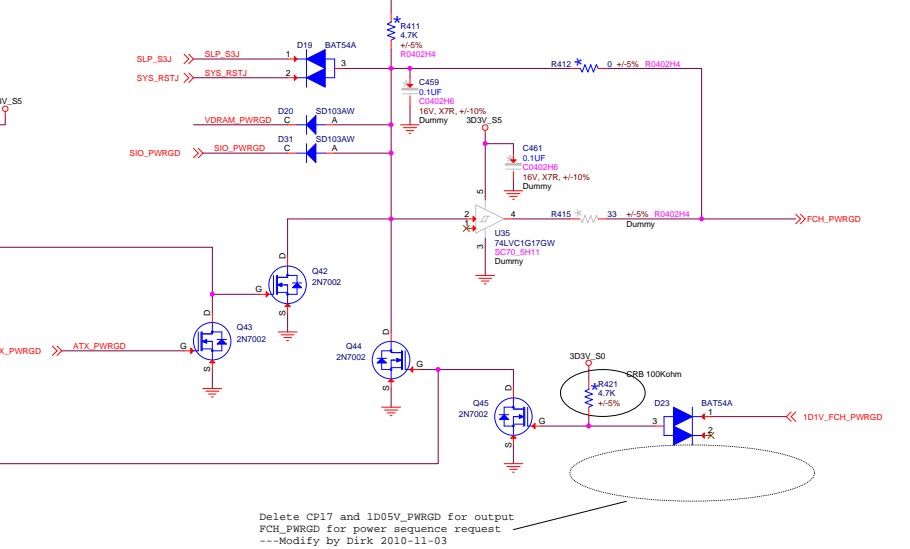 R411
4.7K
+/-5%
R0402H4
D19 BAT54A
SLP_S3J SLP_S3J 1
3
SYS_RSTJ SYS_RSTJ 2
R412 0 +/-5% R0402H4
C459
0.1UF
C0402H6
16V, X7R, +/-10%
Dummy
V_S5
D20 SD103AW
VDRAM_PWRGD C A
3D3V_S5
D31 SD103AW
SIO_PWRGD SIO_PWRGD C A
C461
0.1UF
C0402H6
16V, X7R, +/-10%
Dummy
5
2 4
1
3
R415 33 +/-5% R0402H4
Dummy
FCH_PWRGD
U35
74LVC1G17GW
SC70_5H11
Dummy
D
Q42
2N7002
G
S
D
Q43
2N7002
X_PWRGD ATX_PWRGD G
S
D
Q44
2N7002
G
S
3D3V_S0
CRB 100Kohm
R421
4.7K
+/-5%
D
Q45
2N7002
G
S
D23 BAT54A
1
3
2
1D1V_FCH_PWRGD
Delete CP17 and 1D05V_PWRGD for output
FCH_PWRGD for power sequence request
---Modify by Dirk 2010-11-03